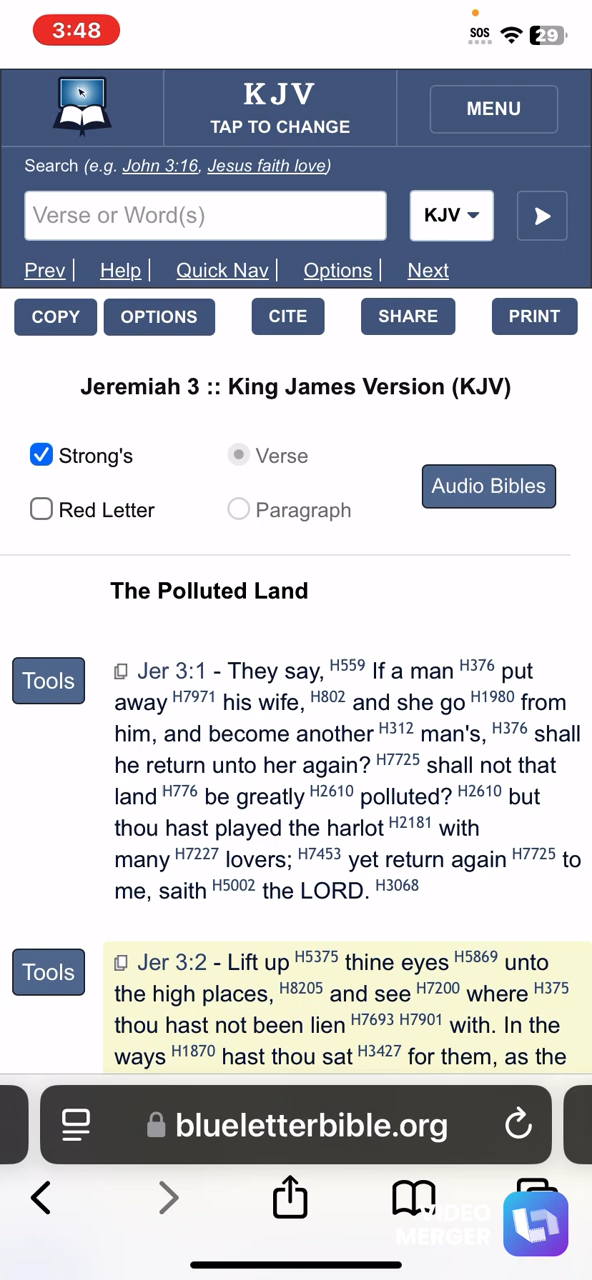 3:48
SOS
29
KJV
TAP TO CHANGE
MENU
Search (e.g. John 3:16, Jesus faith love)
Verse or Word(s)
KJV
Prev | Help | Quick Nav | Options | Next
COPY OPTIONS CITE SHARE PRINT
Jeremiah 3 :: King James Version (KJV)
Strong's
Verse
Audio Bibles
Red Letter
Paragraph
The Polluted Land
Tools
Jer 3:1 - They say, H559 If a man H376 put
away H7971 his wife, H802 and she go H1980 from
him, and become another H312 man's, H376 shall
he return unto her again? H7725 shall not that
land H776 be greatly H2610 polluted? H2610 but
thou hast played the harlot H2181 with
many H7227 lovers; H7453 yet return again H7725 to
me, saith H5002 the LORD. H3068
Tools
Jer 3:2 - Lift up H5375 thine eyes H5869 unto
the high places, H8205 and see H7200 where H375
thou hast not been lien H7693 H7901 with. In the
ways H1870 hast thou sat H3427 for them, as the
blueletterbible.org
VIDEO
MERGER